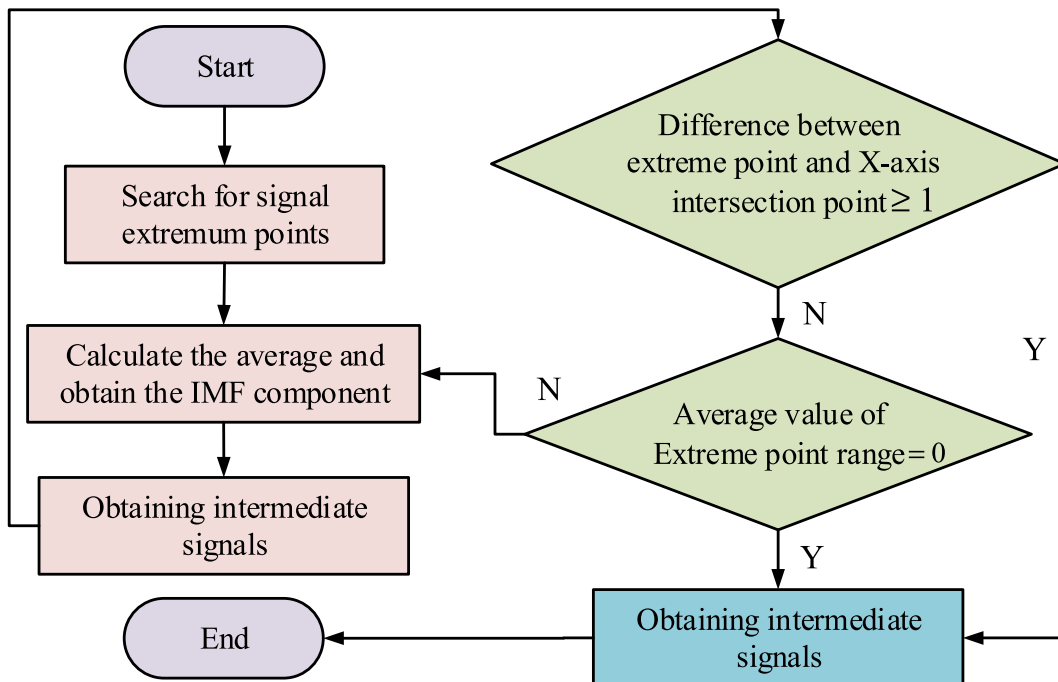 Start
Search for signal
extremum points
Calculate the average and
obtain the IMF component
Obtaining intermediate
signals
End
Difference between
extreme point and X-axis
intersection point ≥ 1
N
Y
Average value of
Extreme point range = 0
N
Y
Obtaining intermediate
signals